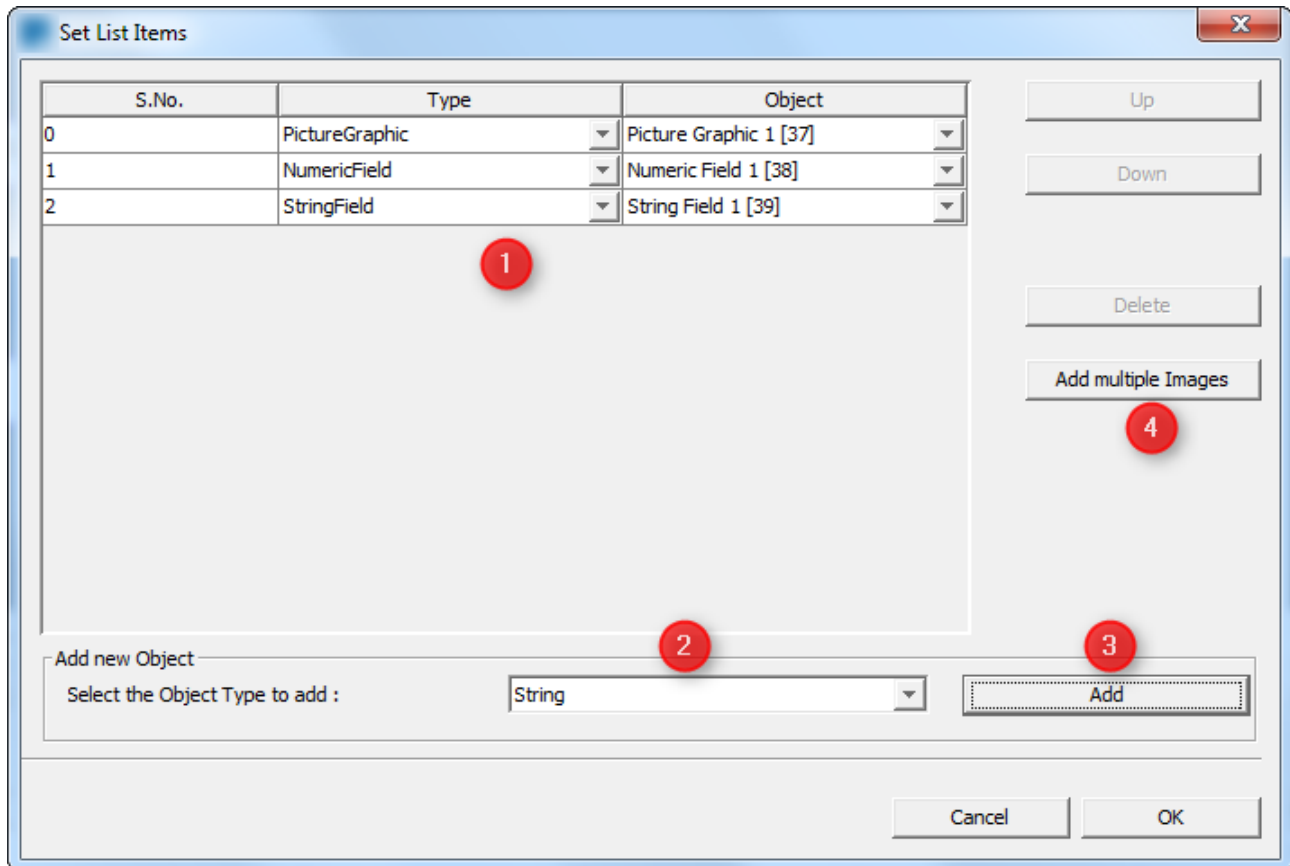 Set List Items
S.No. Type Object Up
0 PictureGraphic Picture Graphic 1 [37]
1 NumericField Numeric Field 1 [38] Down
2 StringField String Field 1 [39]
1
Delete
Add multiple Images
4
2 3
Add new Object
Select the Object Type to add : String Add
Cancel OK